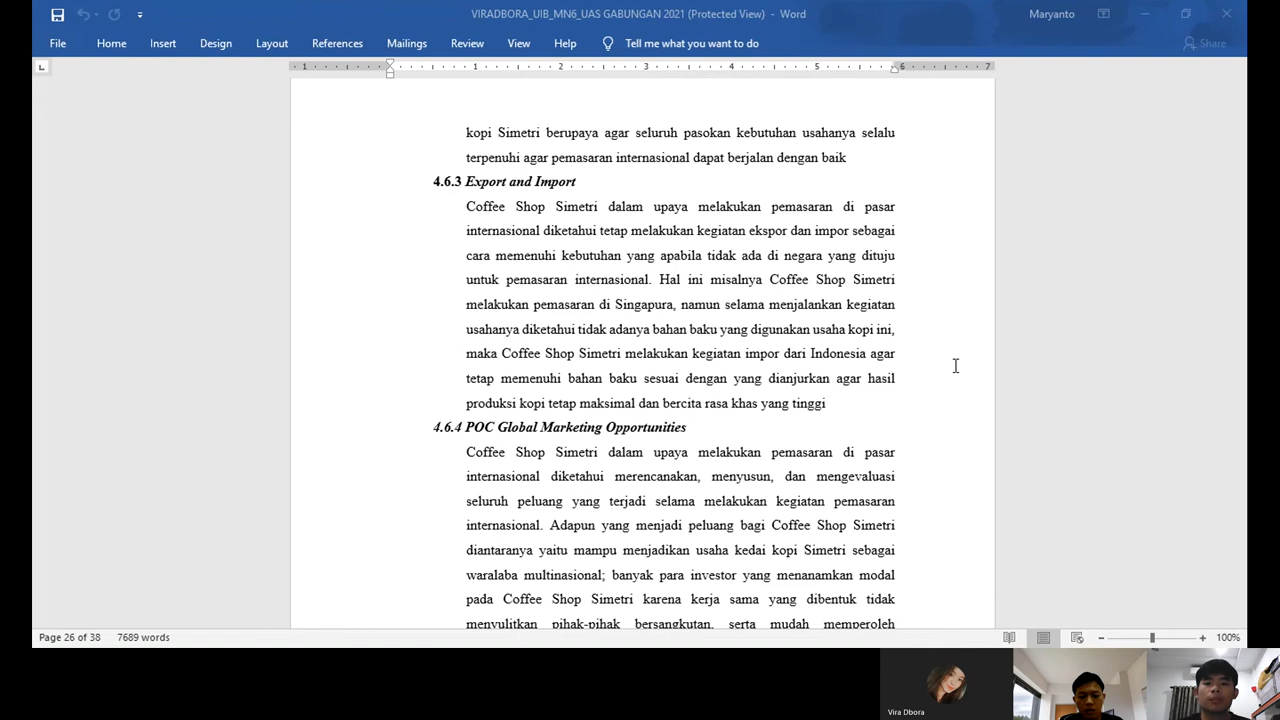 VIRADBORA_UIB_MN6_UAS GABUNGAN 2021 (Protected View) - Word
Maryanto
File Home Insert Design Layout References Mailings Review View Help Tell me what you want to do Share
1 1 2 3 4 5 6 7
kopi Simetri berupaya agar seluruh pasokan kebutuhan usahanya selalu
terpenuhi agar pemasaran internasional dapat berjalan dengan baik
4.6.3 Export and Import
Coffee Shop Simetri dalam upaya melakukan pemasaran di pasar
internasional diketahui tetap melakukan kegiatan ekspor dan impor sebagai
cara memenuhi kebutuhan yang apabila tidak ada di negara yang dituju
untuk pemasaran internasional. Hal ini misalnya Coffee Shop Simetri
melakukan pemasaran di Singapura, namun selama menjalankan kegiatan
usahanya diketahui tidak adanya bahan baku yang digunakan usaha kopi ini,
maka Coffee Shop Simetri melakukan kegiatan impor dari Indonesia agar
tetap memenuhi bahan baku sesuai dengan yang dianjurkan agar hasil
produksi kopi tetap maksimal dan bercita rasa khas yang tinggi
4.6.4 POC Global Marketing Opportunities
Coffee Shop Simetri dalam upaya melakukan pemasaran di pasar
internasional diketahui merencanakan, menyusun, dan mengevaluasi
seluruh peluang yang terjadi selama melakukan kegiatan pemasaran
internasional. Adapun yang menjadi peluang bagi Coffee Shop Simetri
diantaranya yaitu mampu menjadikan usaha kedai kopi Simetri sebagai
waralaba multinasional; banyak para investor yang menanamkan modal
pada Coffee Shop Simetri karena kerja sama yang dibentuk tidak
menyulitkan pihak-pihak bersangkutan, serta mudah memperoleh
Page 26 of 38 7689 words 100%
Vira Dbora